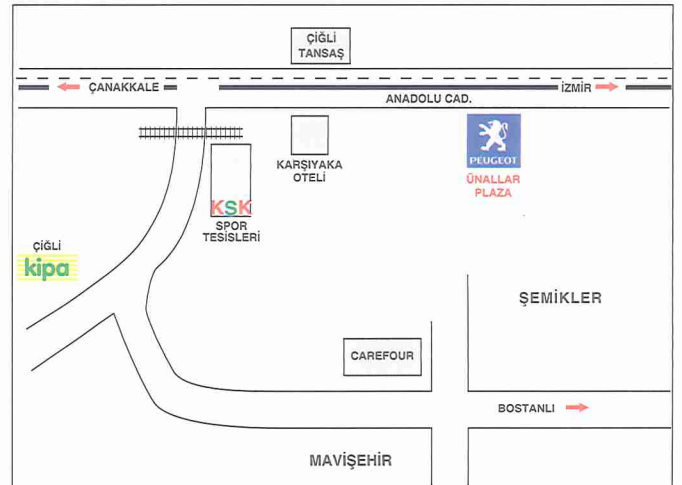 ÇİĞLİ
TANSAŞ
ÇANAKKALE
İZMİR
ANADOLU CAD.
KARŞIYAKA
OTELİ
PEUGEOT
ÜNALLAR
PLAZA
KSK
SPOR
TESİSLERİ
ÇİĞLİ
kipa
ŞEMİKLER
CAREFOUR
BOSTANLI
MAVİŞEHİR